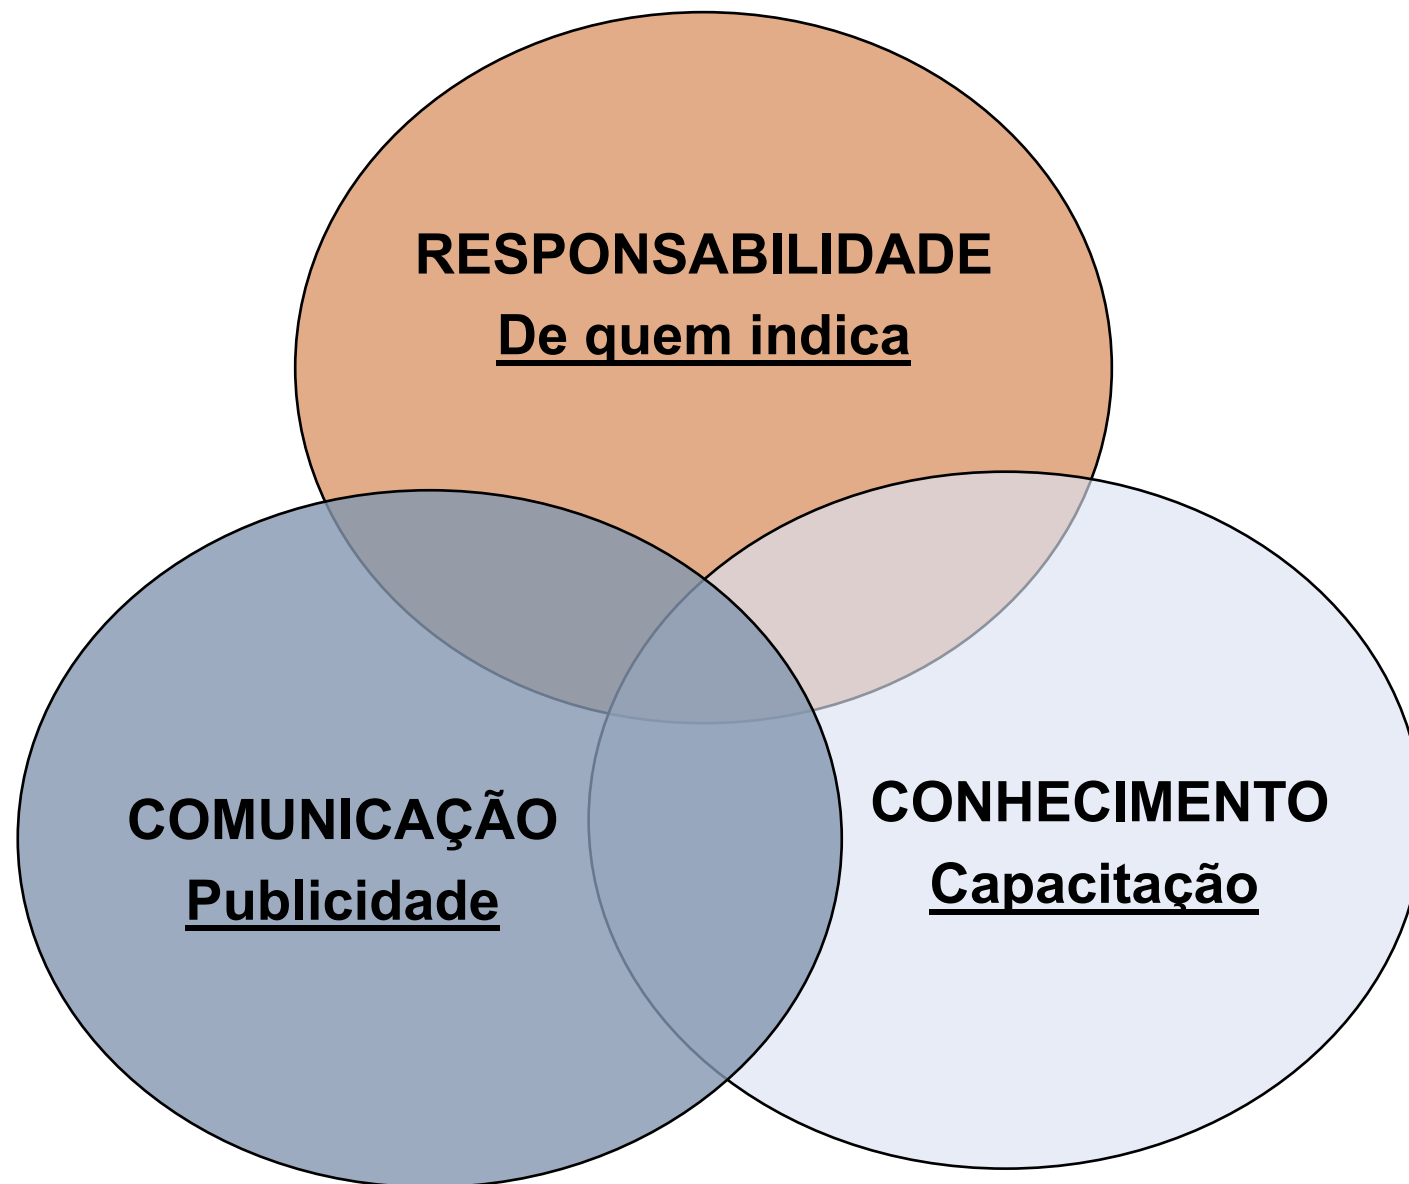 RESPONSABILIDADE
De quem indica
COMUNICAÇÃO
Publicidade
CONHECIMENTO
Capacitação